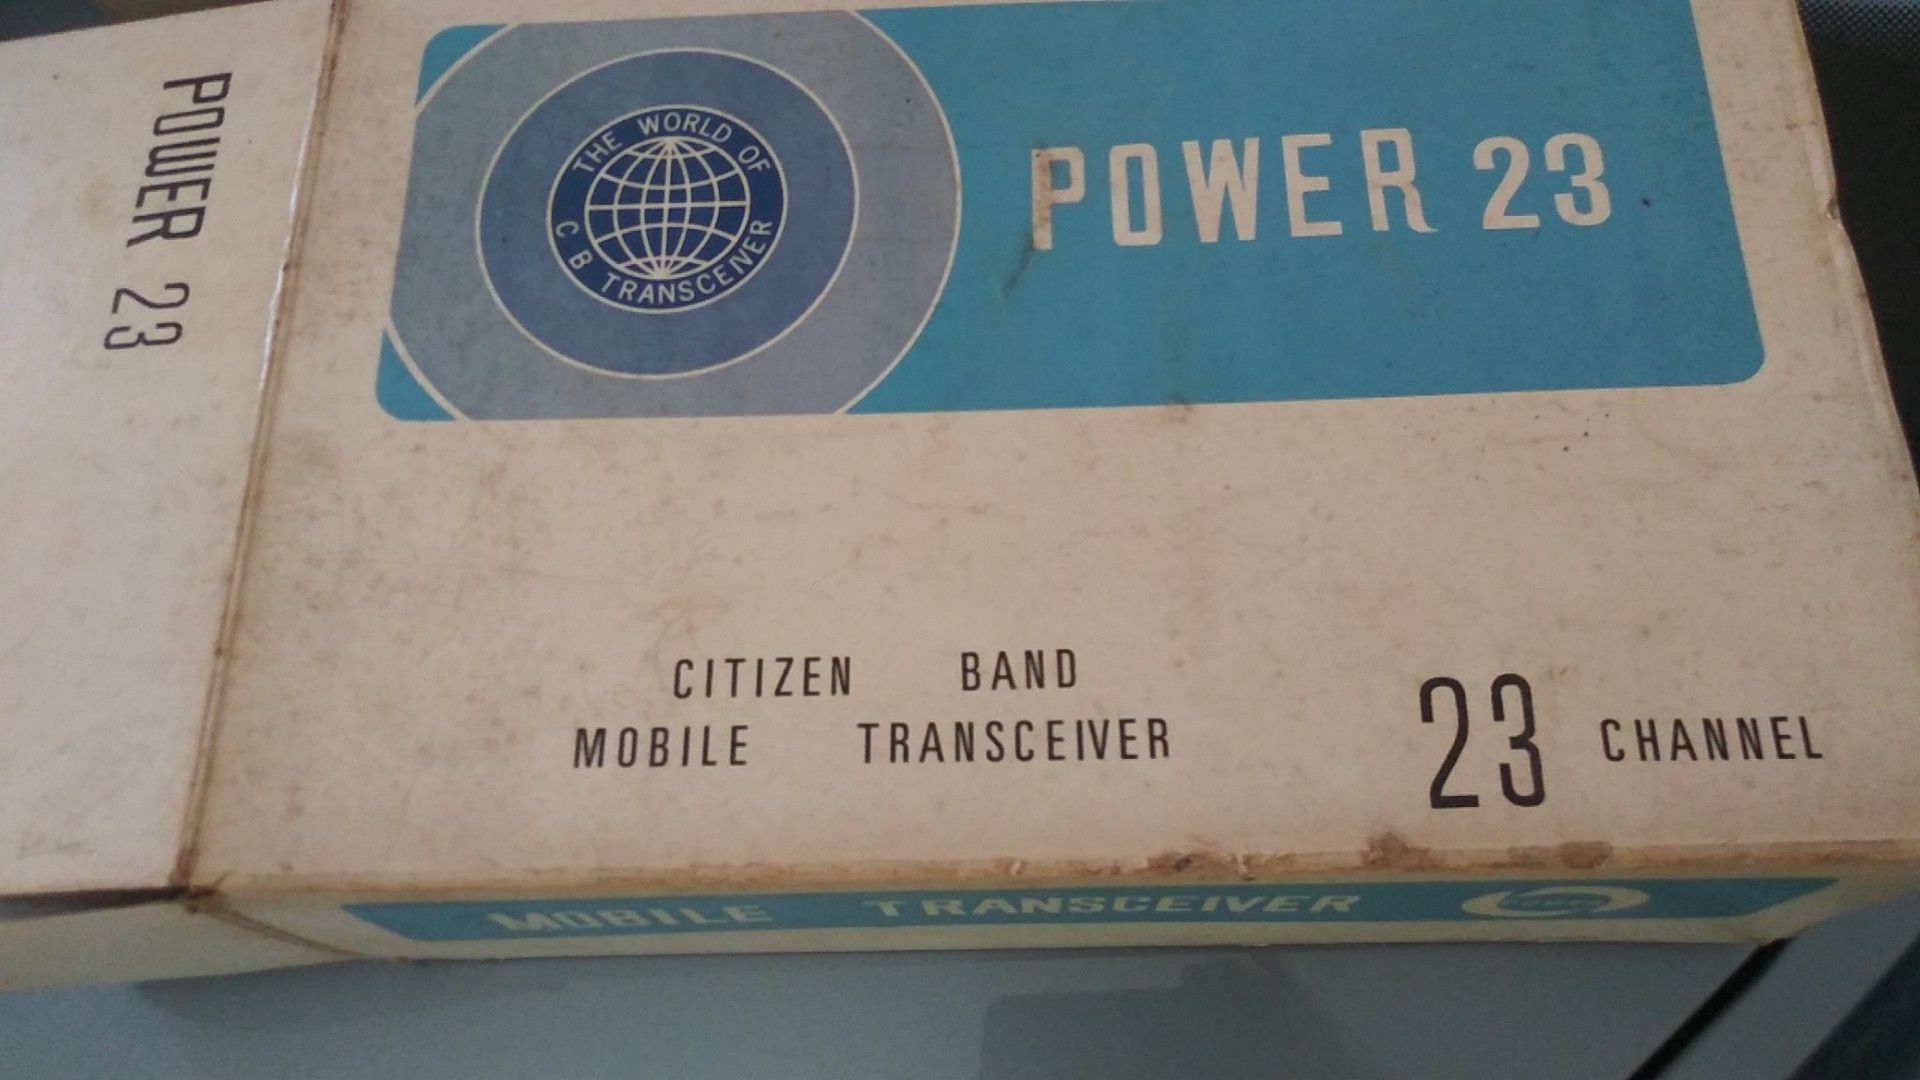 POWER 23
THE WORLD OF
C B TRANSCEIVER
POWER 23
CITIZEN BAND
MOBILE TRANSCEIVER
23 CHANNEL
MOBILE TRANSCEIVER